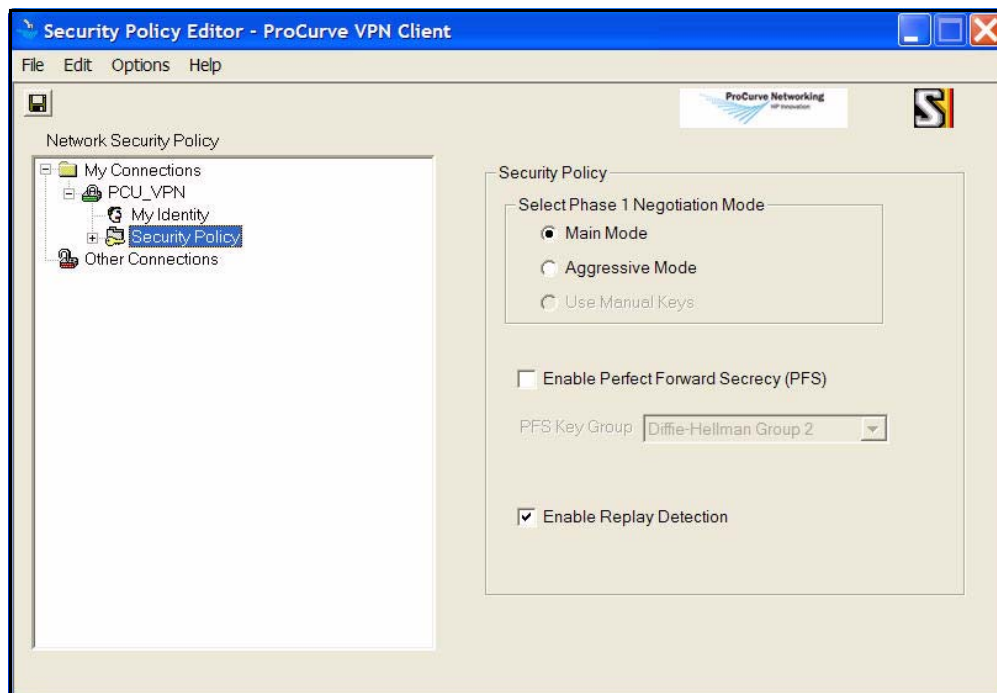 Security Policy Editor - ProCurve VPN Client
File Edit Options Help
ProCurve Networking
HP Innovation
S
Network Security Policy
My Connections
PCU_VPN
My Identity
Security Policy
Other Connections
Security Policy
Select Phase 1 Negotiation Mode
Main Mode
Aggressive Mode
Use Manual Keys
Enable Perfect Forward Secrecy (PFS)
PFS Key Group Diffie-Hellman Group 2
Enable Replay Detection